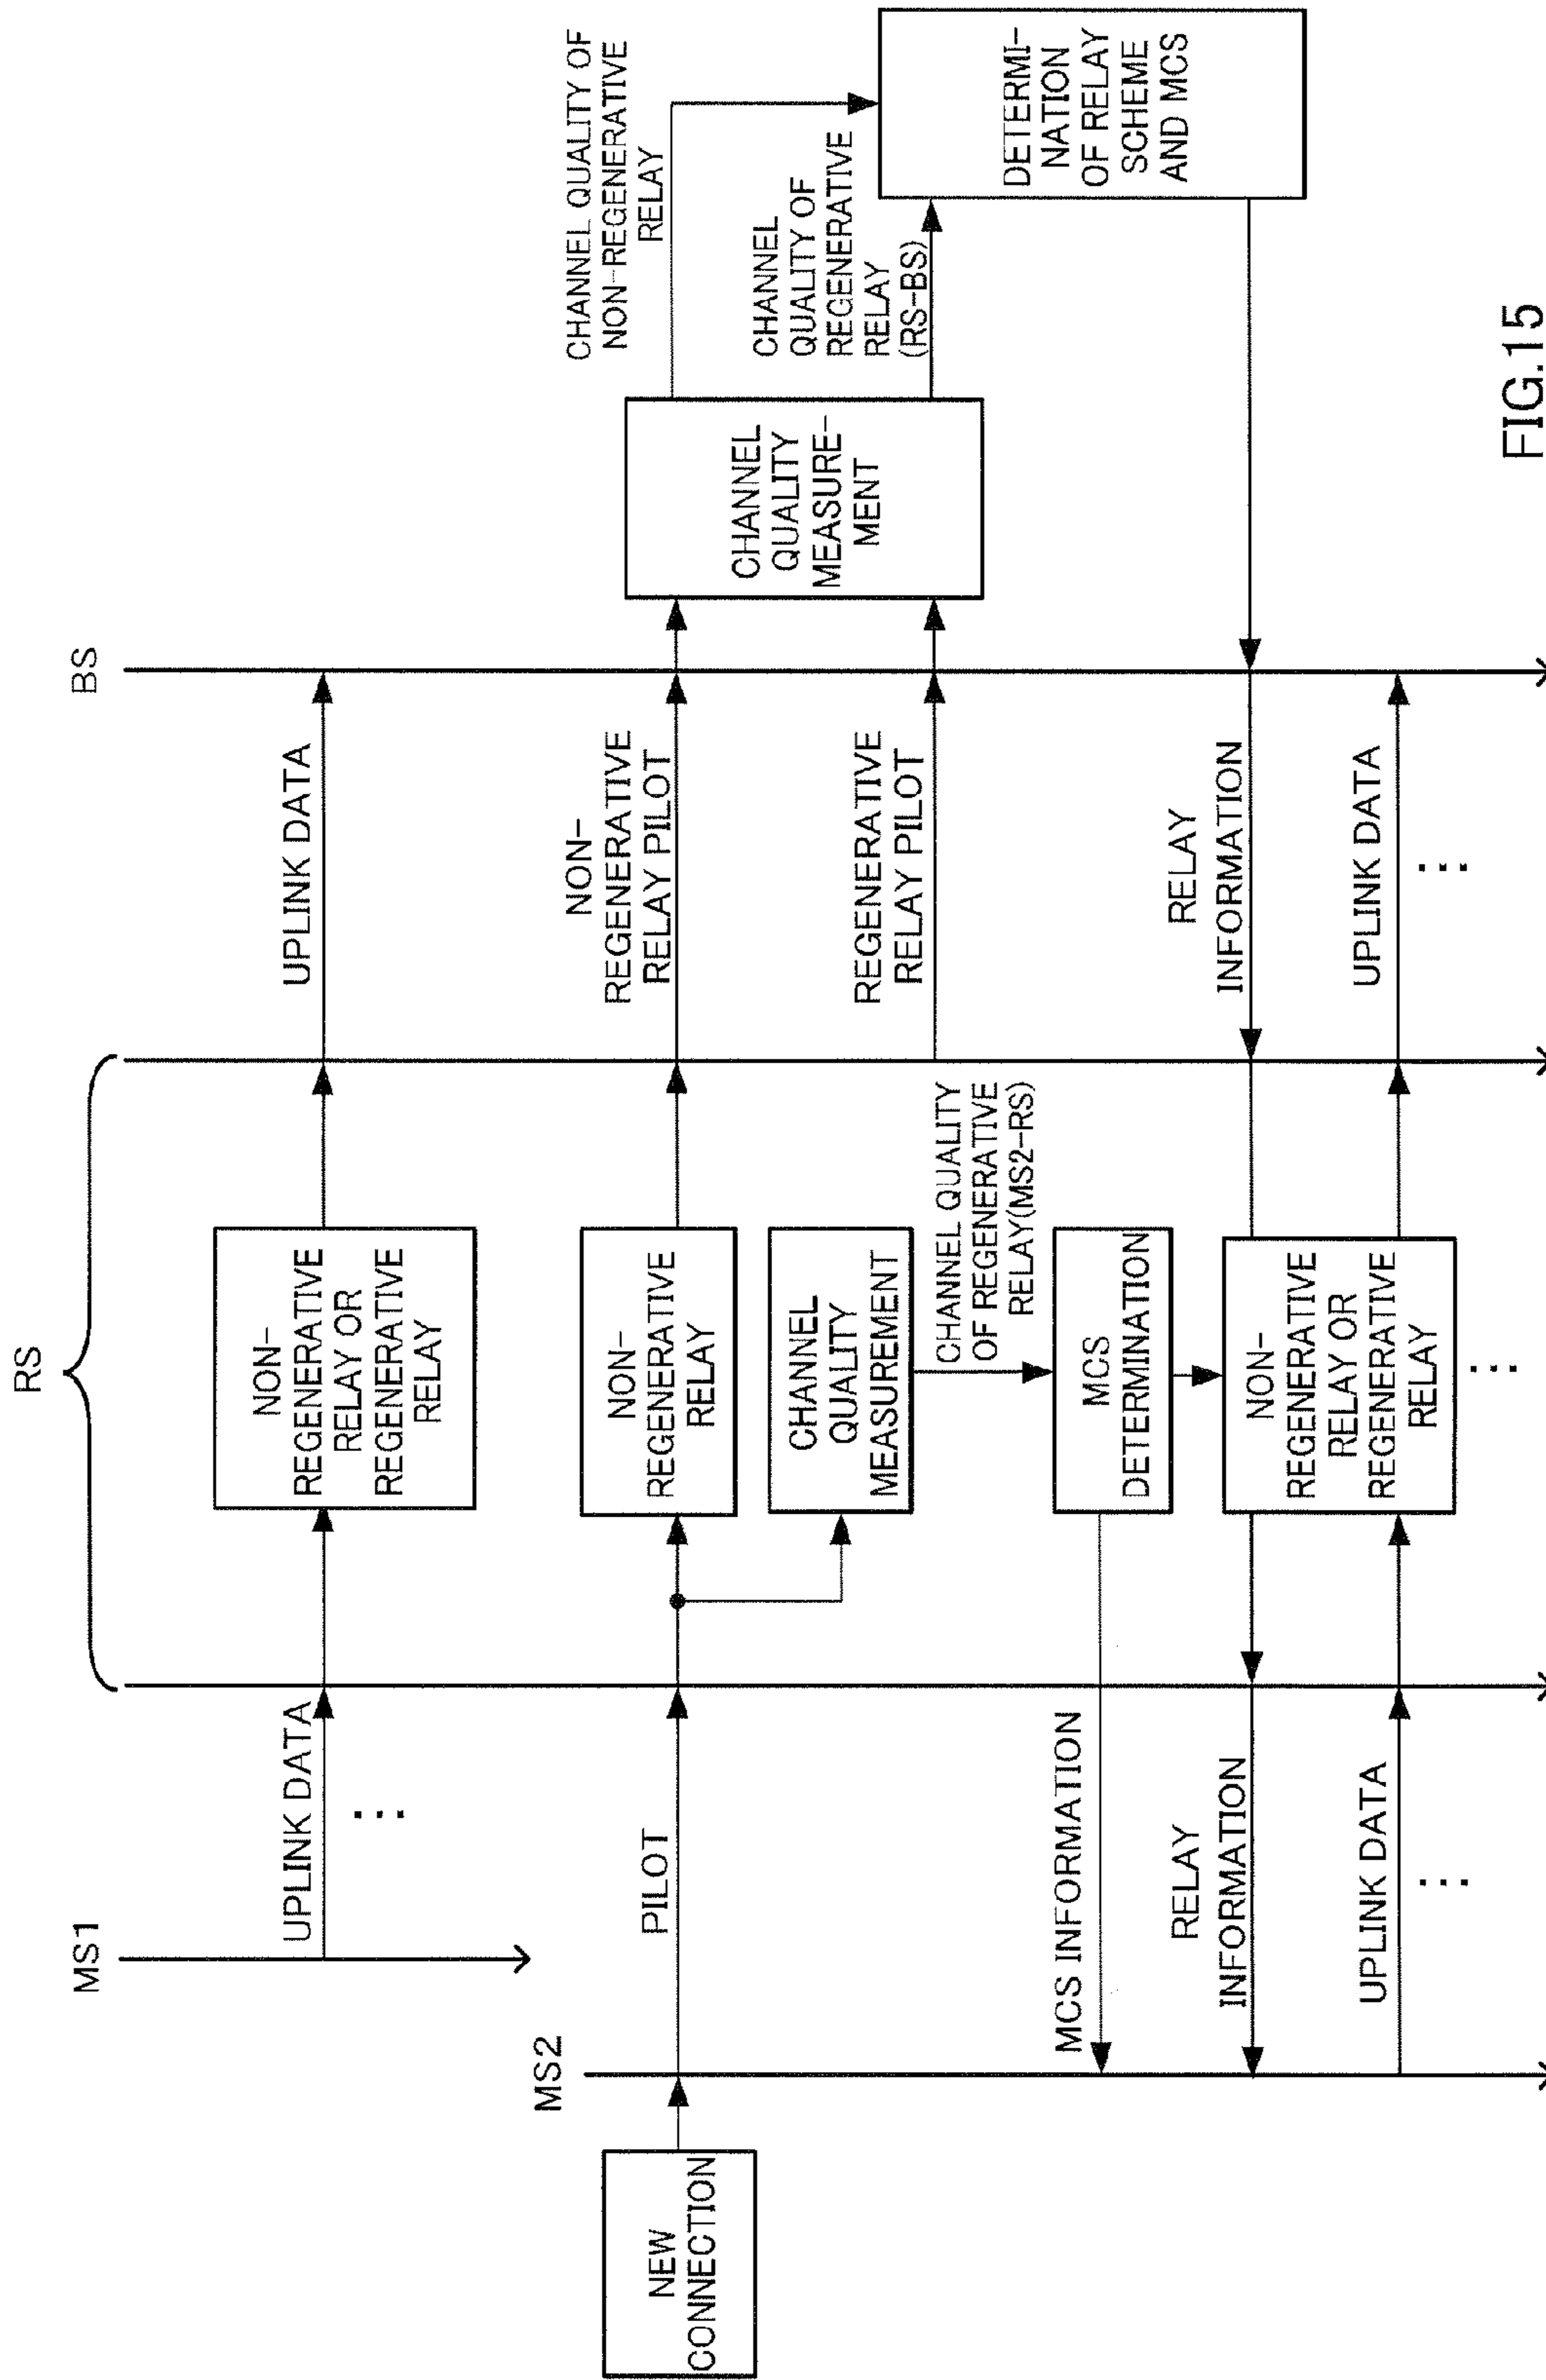 RS
MS1
BS
MS2
UPLINK DATA
...
NON-
REGENERATIVE
RELAY OR
REGENERATIVE
RELAY
UPLINK DATA
NEW
CONNECTION
PILOT
NON-
REGENERATIVE
RELAY
NON-
REGENERATIVE
RELAY PILOT
CHANNEL
QUALITY
MEASUREMENT
REGENERATIVE
RELAY PILOT
CHANNEL
QUALITY
MEASURE-
MENT
CHANNEL QUALITY OF
NON-REGENERATIVE
RELAY
CHANNEL
QUALITY OF
REGENERATIVE
RELAY
(RS-BS)
DETERMI-
NATION
OF RELAY
SCHEME
AND MCS
CHANNEL QUALITY
OF REGENERATIVE
RELAY(MS2-RS)
MCS INFORMATION
MCS
DETERMINATION
RELAY
INFORMATION
NON-
REGENERATIVE
RELAY OR
REGENERATIVE
RELAY
RELAY
INFORMATION
UPLINK DATA
...
...
UPLINK DATA
...
FIG.15